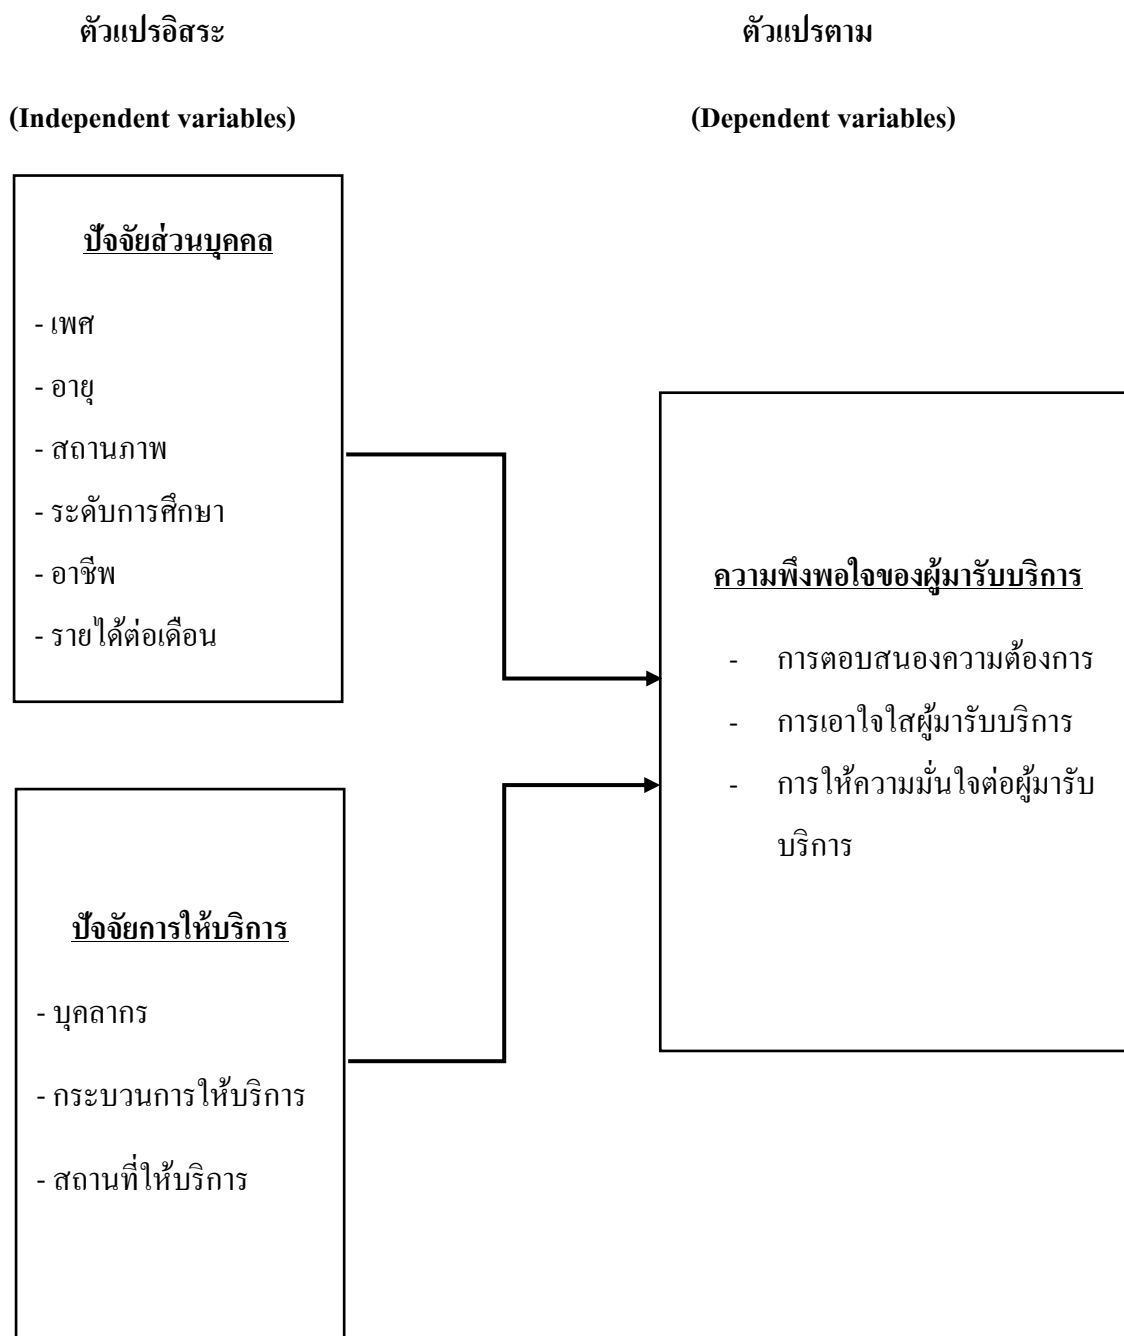 ตัวแปรอิสระ
ตัวแปรตาม
(Independent variables)
(Dependent variables)
ปัจจัยส่วนบุคคล
- เพศ
- อายุ
- สถานภาพ
- ระดับการศึกษา
- อาชีพ
- รายได้ต่อเดือน
ปัจจัยการให้บริการ
- บุคลากร
- กระบวนการให้บริการ
- สถานที่ให้บริการ
ความพึงพอใจของผู้มารับบริการ
- การตอบสนองความต้องการ
- การเอาใจใสผู้มารับบริการ
- การให้ความมั่นใจต่อผู้มารับ
บริการ